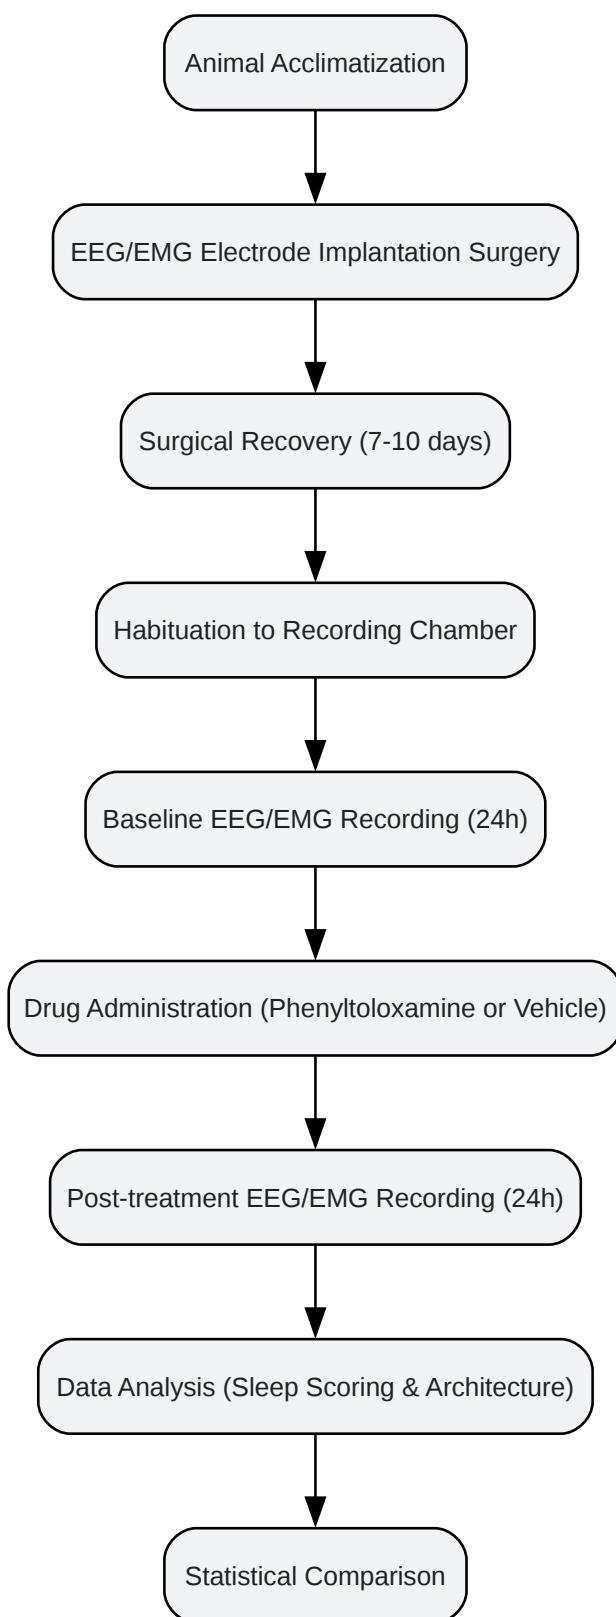 Animal Acclimatization
EEG/EMG Electrode Implantation Surgery
Surgical Recovery (7-10 days)
Habituation to Recording Chamber
Baseline EEG/EMG Recording (24h)
Drug Administration (Phenyltoloxamine or Vehicle)
Post-treatment EEG/EMG Recording (24h)
Data Analysis (Sleep Scoring & Architecture)
Statistical Comparison